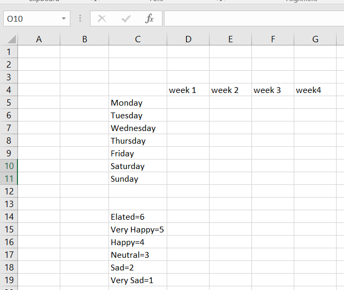 O10
fx
A B C D E F G
1
2
3
4 week 1 week 2 week 3 week4
5 Monday
6 Tuesday
7 Wednesday
8 Thursday
9 Friday
10 Saturday
11 Sunday
12
13
14 Elated=6
15 Very Happy=5
16 Happy=4
17 Neutral=3
18 Sad=2
19 Very Sad=1